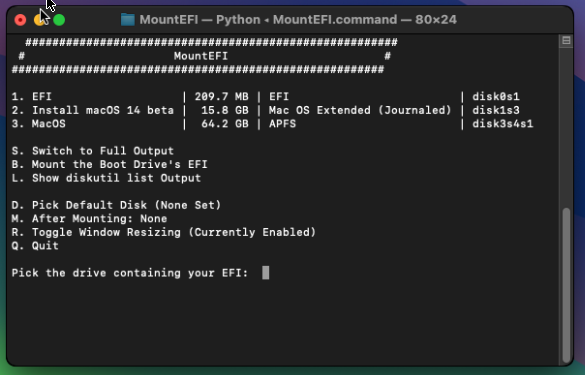 MountEFI — Python ◂ MountEFI.command — 80×24
#######################################################
# MountEFI #
#######################################################
1. EFI | 209.7 MB | EFI | disk0s1
2. Install macOS 14 beta | 15.8 GB | Mac OS Extended (Journaled) | disk1s3
3. MacOS | 64.2 GB | APFS | disk3s4s1
S. Switch to Full Output
B. Mount the Boot Drive's EFI
L. Show diskutil list Output
D. Pick Default Disk (None Set)
M. After Mounting: None
R. Toggle Window Resizing (Currently Enabled)
Q. Quit
Pick the drive containing your EFI: